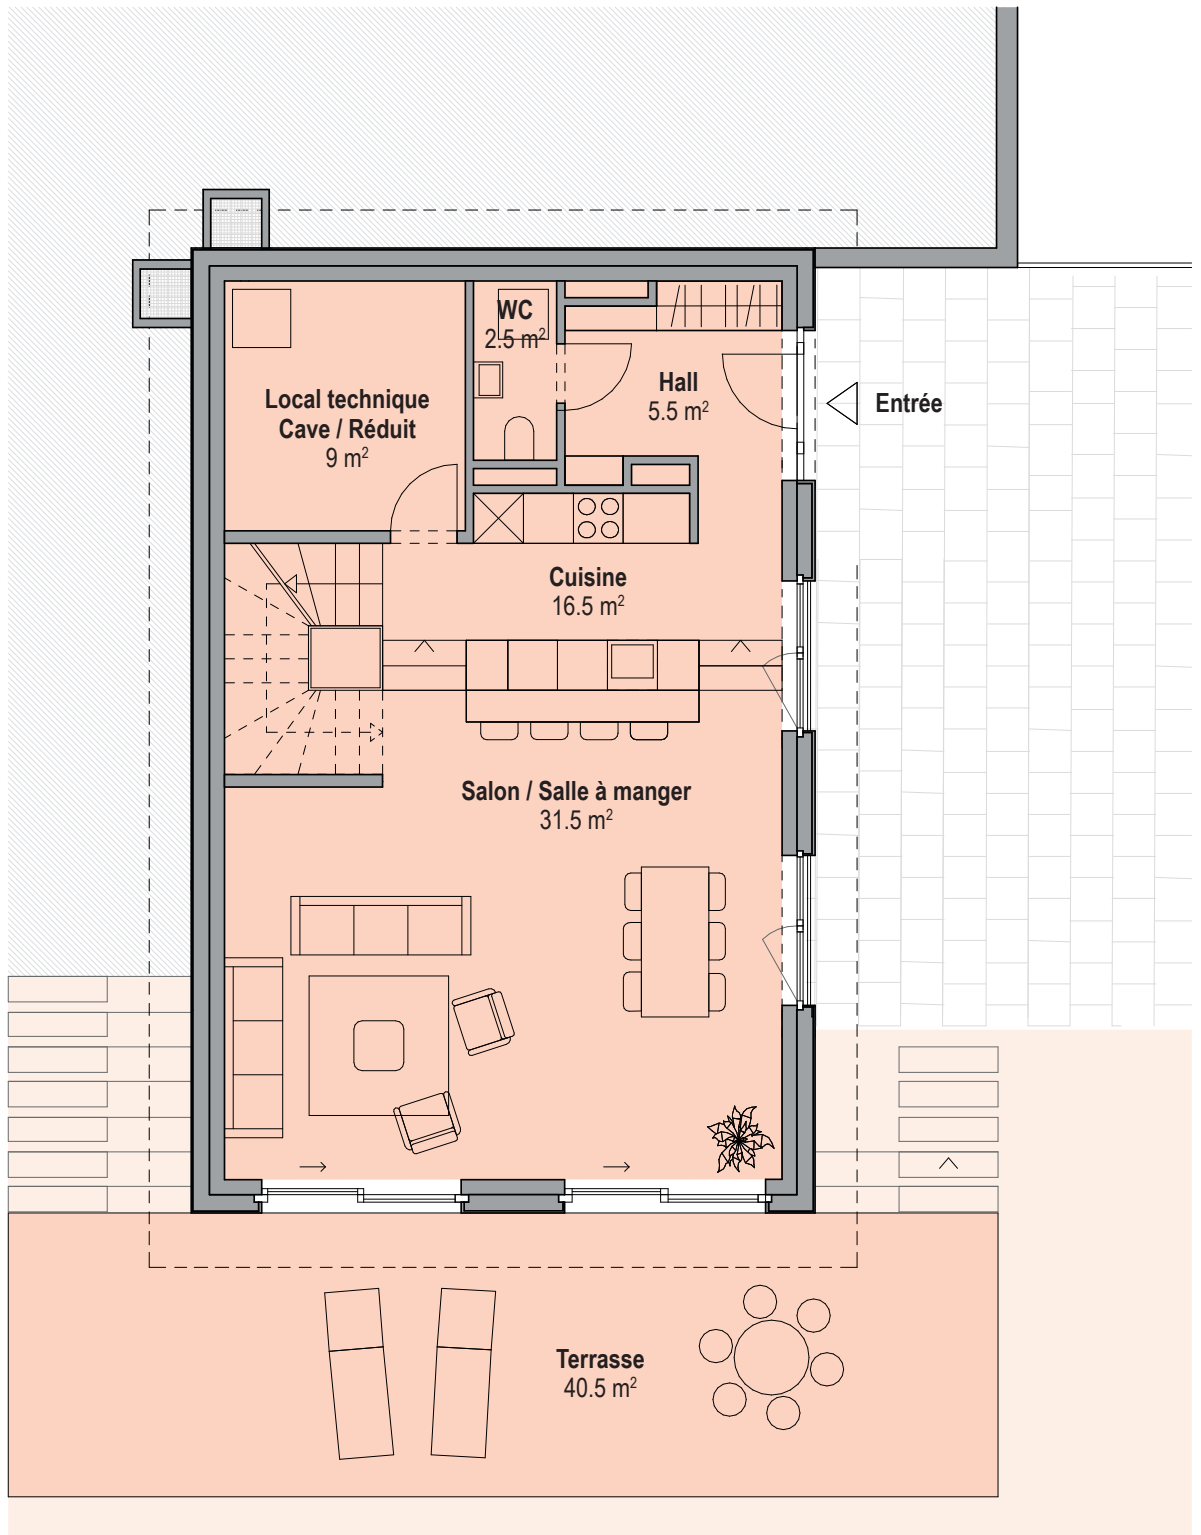 WC
2.5 m²
Hall
5.5 m²
Entrée
Local technique
Cave / Réduit
9 m²
Cuisine
16.5 m²
Salon / Salle à manger
31.5 m²
Terrasse
40.5 m²